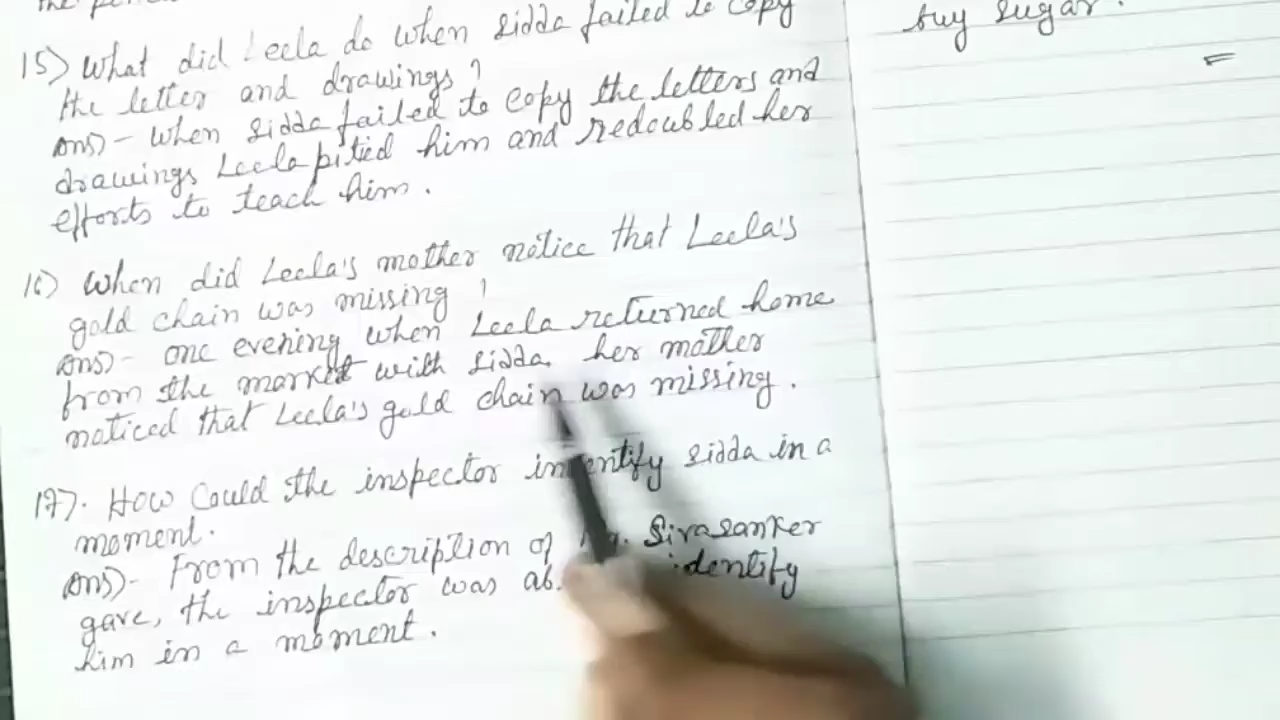 15) What did Leela do when Sidda failed to copy
the letter and drawings?
Ans)- When Sidda failed to copy the letters and
drawings Leela pitied him and redoubled her
efforts to teach him.
16) When did Leela's mother notice that Leela's
gold chain was missing?
Ans)- One evening when Leela returned home
from the market with Sidda, her mother
noticed that Leela's gold chain was missing.
17). How Could the inspector indentify Sidda in a
moment.
Ans)- From the description of Sivasanker
gave, the inspector was identify
him in a moment.
buy sugar.